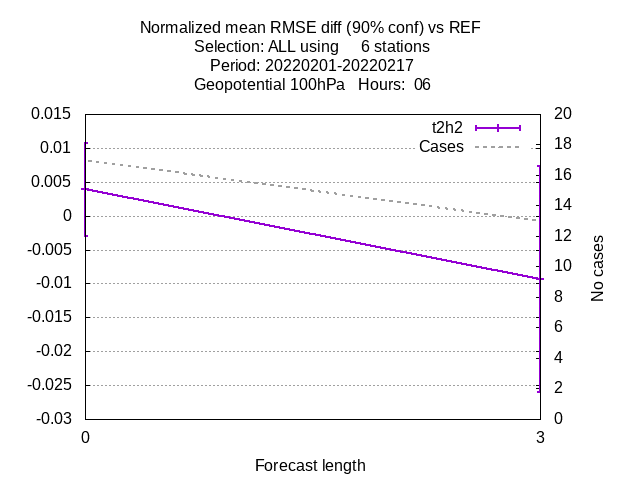 Normalized mean RMSE diff (90% conf) vs REF
Selection: ALL using     6 stations
Period: 20220201-20220217
Geopotential 100hPa   Hours:  06
t2h2
Cases
0.015
0.01
0.005
0
-0.005
-0.01
-0.015
-0.02
-0.025
-0.03
20
18
16
14
12
10
8
6
4
2
0
No cases
0
3
Forecast length